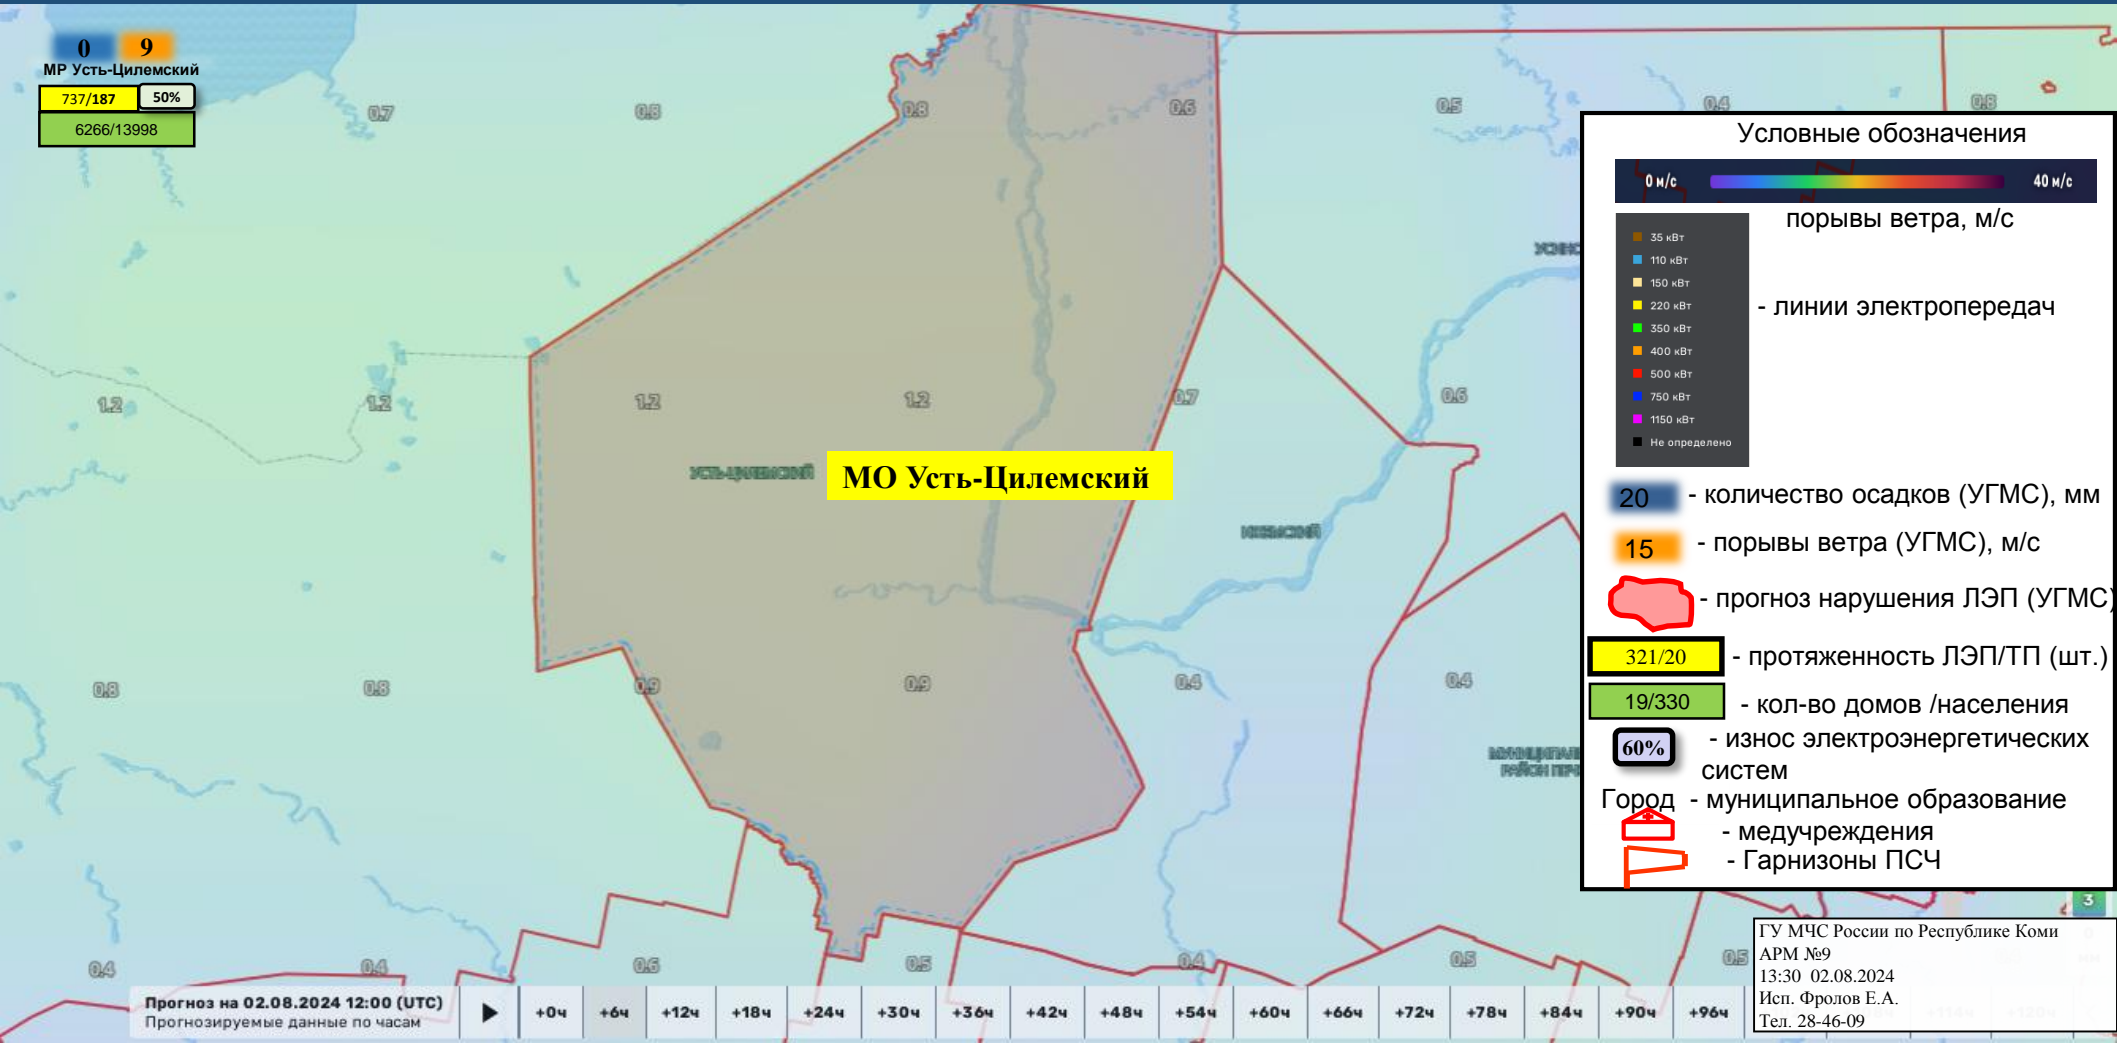 0 9
МР Усть-Цилемский
737/187 50%
6266/13998
0.7 0.8 0.8 0.6 0.5 0.4 0.8
Условные обозначения
0 м/с 40 м/с
порывы ветра, м/с
35 кВт
110 кВт
150 кВт
220 кВт
350 кВт
400 кВт
500 кВт
750 кВт
1150 кВт
Не определено
- линии электропередач
20 - количество осадков (УГМС), мм
15 - порывы ветра (УГМС), м/с
- прогноз нарушения ЛЭП (УГМС)
321/20 - протяженность ЛЭП/ТП (шт.)
19/330 - кол-во домов /населения
60% - износ электроэнергетических
систем
Город - муниципальное образование
- медучреждения
- Гарнизоны ПСЧ
1.2 1.2 1.2 1.2 0.7 0.6
УСТЬ-ЦИЛЕМСКИЙ
МО Усть-Цилемский
ИЖЕМСКИЙ
0.8 0.8 0.9 0.9 0.4 0.4
0.4 0.4 0.6 0.5 0.4 0.5 0.5
3
ГУ МЧС России по Республике Коми
АРМ №9
13:30 02.08.2024
Исп. Фролов Е.А.
Тел. 28-46-09
Прогноз на 02.08.2024 12:00 (UTC)
Прогнозируемые данные по часам
+0ч +6ч +12ч +18ч +24ч +30ч +36ч +42ч +48ч +54ч +60ч +66ч +72ч +78ч +84ч +90ч +96ч